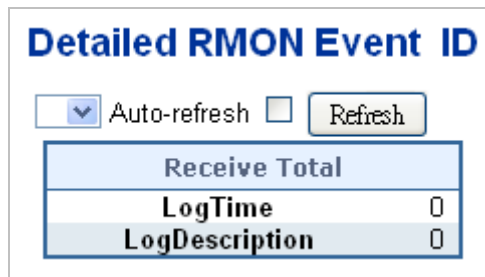 Detailed RMON Event ID
Auto-refresh Refresh
Receive Total
LogTime 0
LogDescription 0